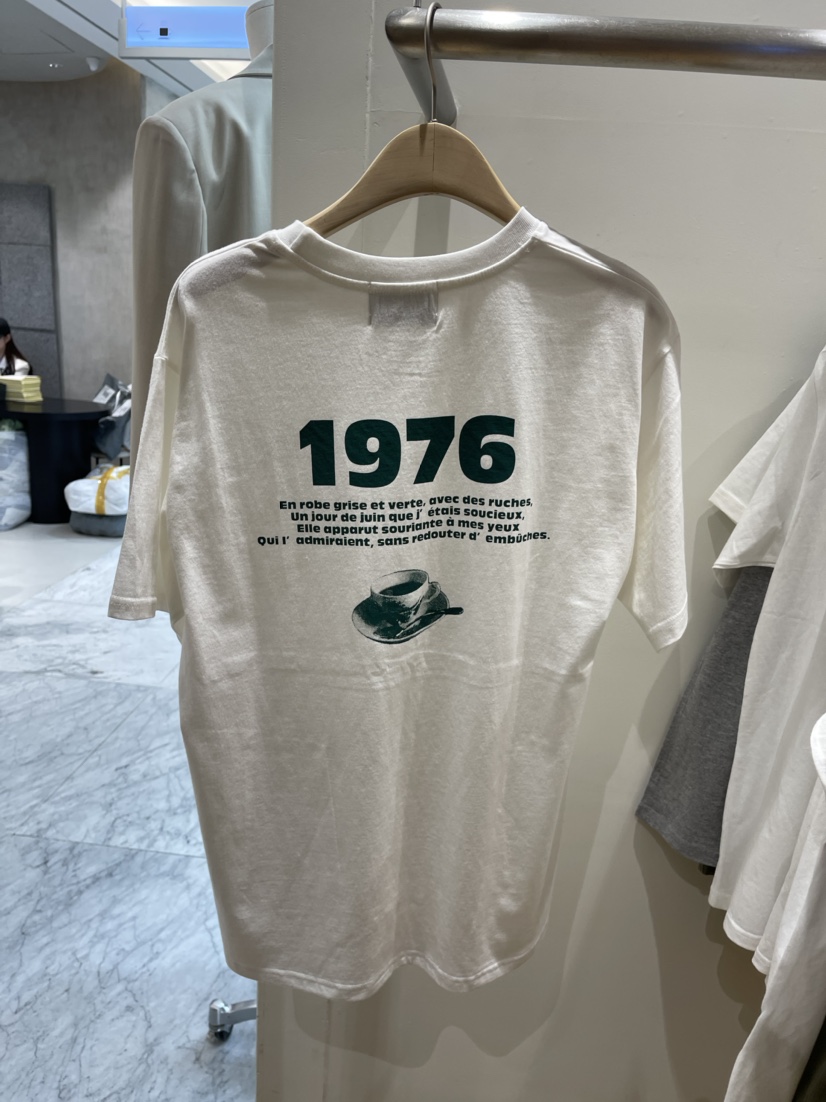 1976
En robe grise et verte, avec des ruches,
Un jour de juin que j’ étais soucieux,
Elle apparut souriante à mes yeux
Qui l’ admiraient, sans redouter d’ embûches.